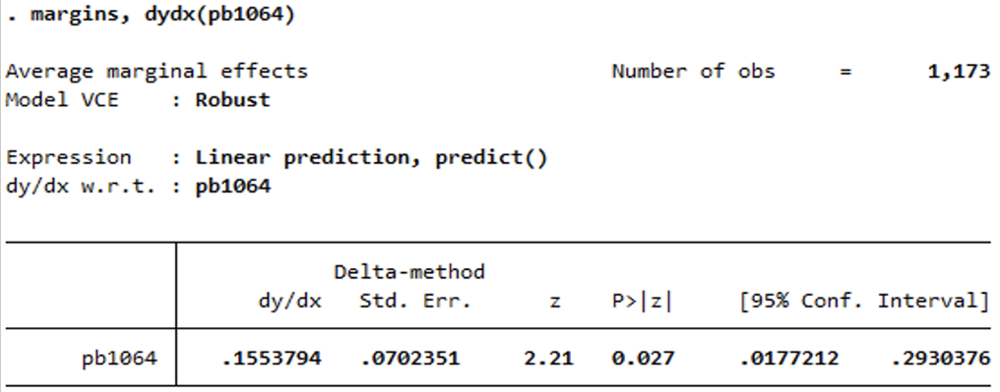 . margins, dydx(pb1064)
Average marginal effects Number of obs = 1,173
Model VCE : Robust
Expression : Linear prediction, predict()
dy/dx w.r.t. : pb1064
Delta-method
dy/dx Std. Err. z P>|z| [95% Conf. Interval]
pb1064 .1553794 .0702351 2.21 0.027 .0177212 .2930376